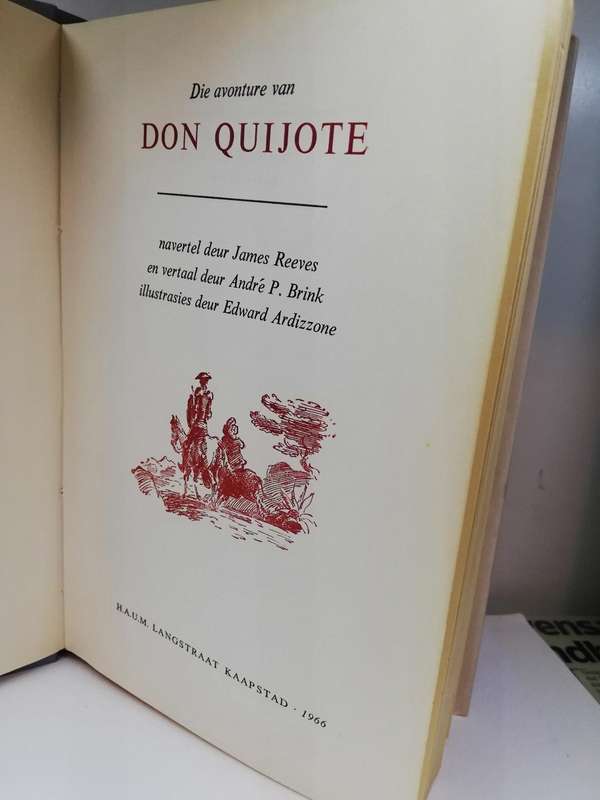 Die avonture van
DON QUIJOTE
navertel deur James Reeves
en vertaal deur André P. Brink
illustrasies deur Edward Ardizzone
H.A.U.M. LANGSTRAAT KAAPSTAD · 1966